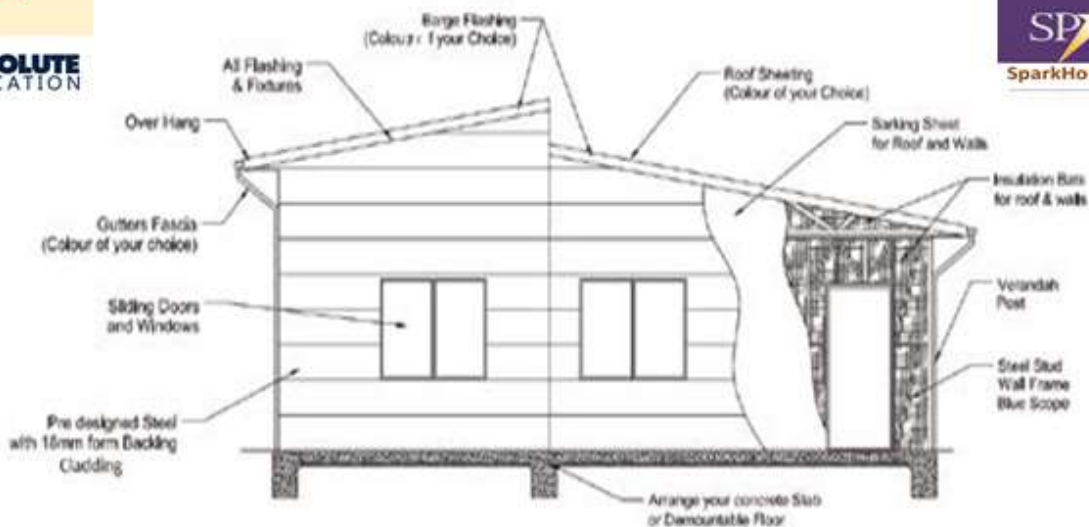 OLUTE
CATION
SP
SparkHo
Barge Flashing
(Colour of your Choice)
All Flashing
& Fixtures
Roof Sheeting
(Colour of your Choice)
Over Hang
Sarking Sheet
for Roof and Walls
Insulation Bats
for roof & walls
Gutters Fascia
(Colour of your choice)
Sliding Doors
and Windows
Verandah
Post
Steel Stud
Wall Frame
Blue Scope
Pre designed Steel
with 16mm form Backing
Cladding
Arrange your concrete Slab
or Demountable Floor